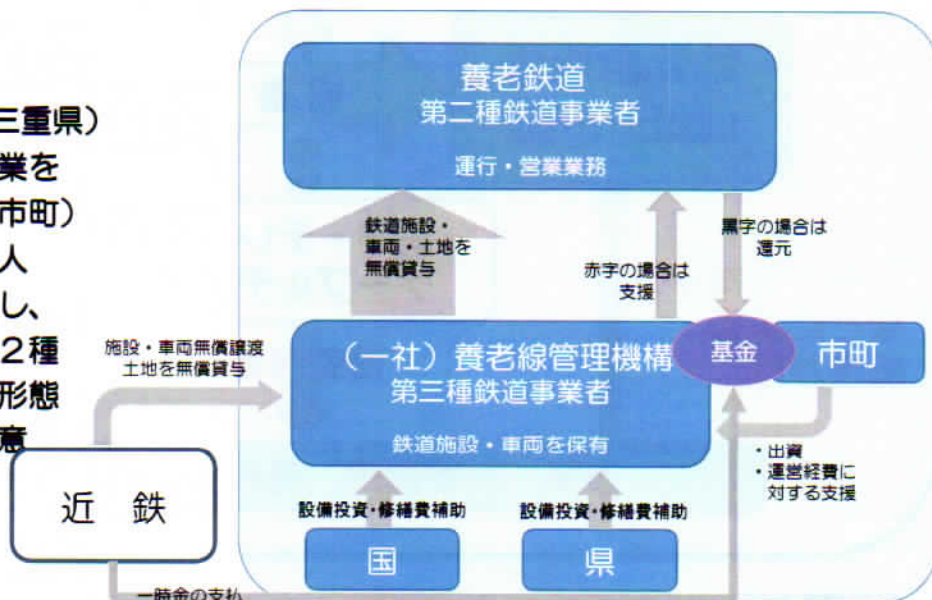 養老鉄道
第二種鉄道事業者
運行・営業業務
三重県）
業を
市町）
人
し、
２種
形態
意
鉄道施設・
車両・土地を
無償貸与
赤字の場合は
支援
黒字の場合は
還元
施設・車両無償譲渡
土地を無償貸与
（一社）養老線管理機構
第三種鉄道事業者
鉄道施設・車両を保有
基金
市町
・出資
・運営経費に
対する支援
近 鉄
設備投資・修繕費補助
設備投資・修繕費補助
国
県
一時金の支払